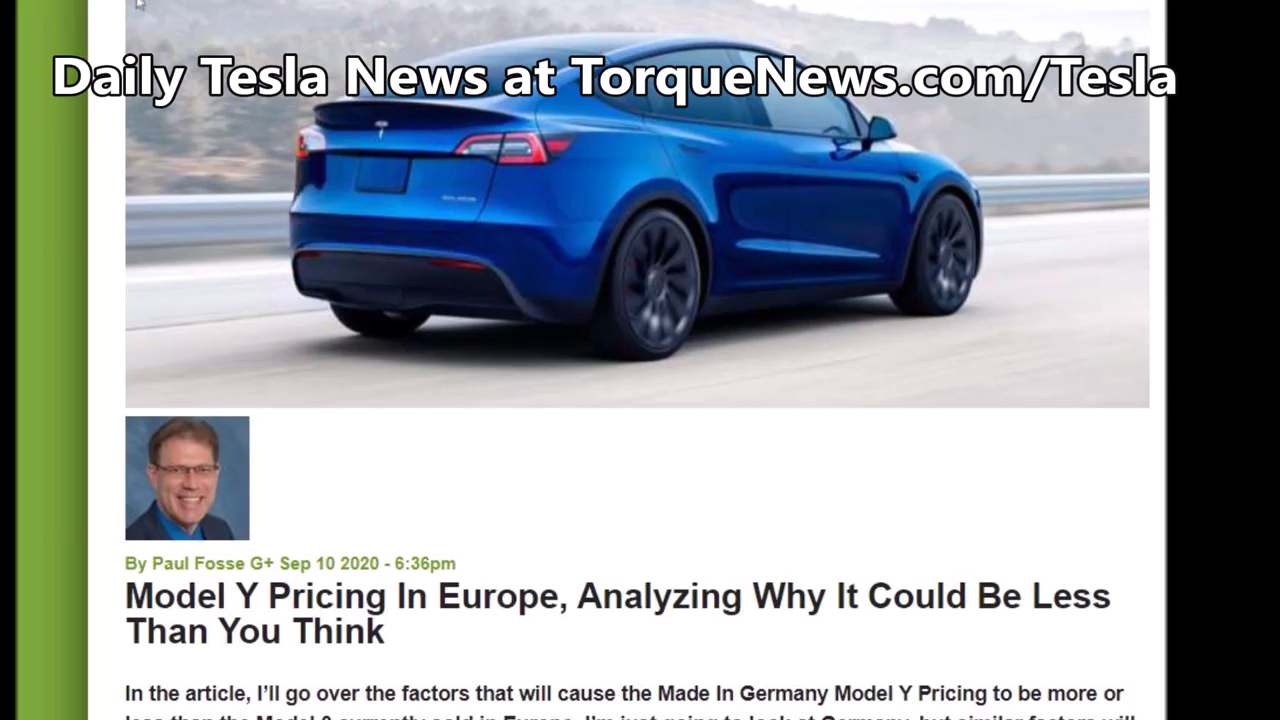 Daily Tesla News at TorqueNews.com/Tesla
By Paul Fosse G+ Sep 10 2020 - 6:36pm
Model Y Pricing In Europe, Analyzing Why It Could Be Less
Than You Think
In the article, I'll go over the factors that will cause the Made In Germany Model Y Pricing to be more or